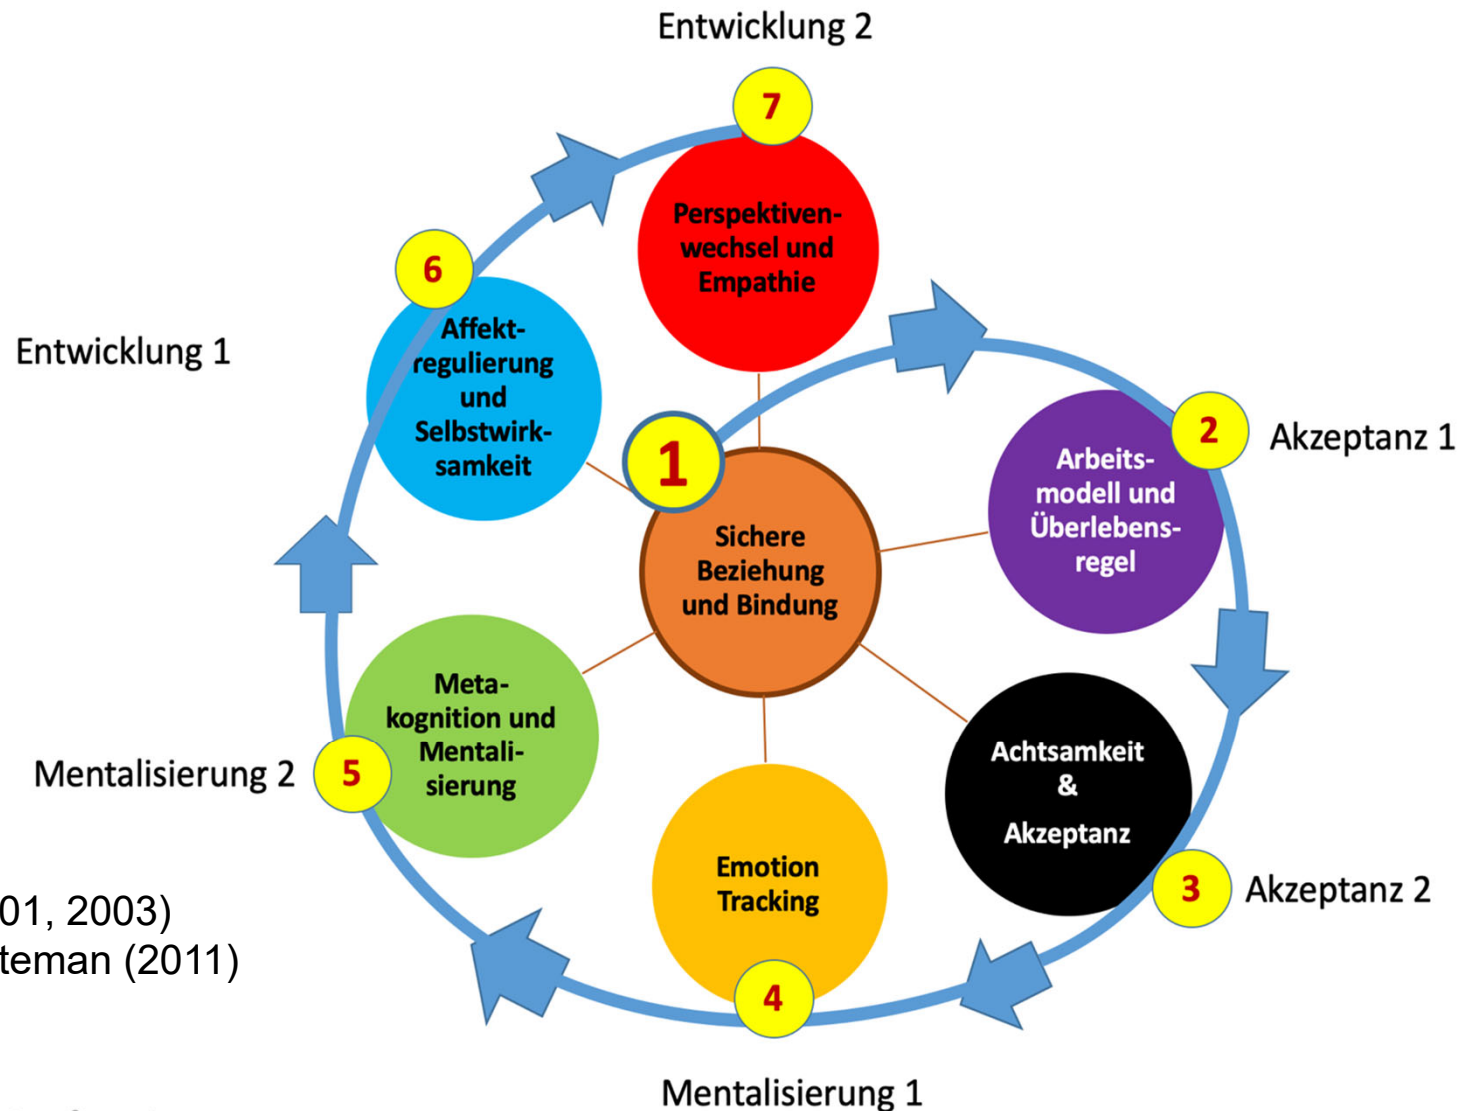 Entwicklung 2
7
Perspektiven-
wechsel und
Empathie
6
Affekt-
regulierung
und
Selbstwirk-
samkeit
Entwicklung 1
1
Sichere
Beziehung
und Bindung
2
Akzeptanz 1
Arbeits-
modell und
Überlebens-
regel
Achtsamkeit
&
Akzeptanz
3
Akzeptanz 2
Emotion
Tracking
4
Mentalisierung 1
Meta-
kognition und
Mentali-
sierung
5
Mentalisierung 2
01, 2003)
teman (2011)